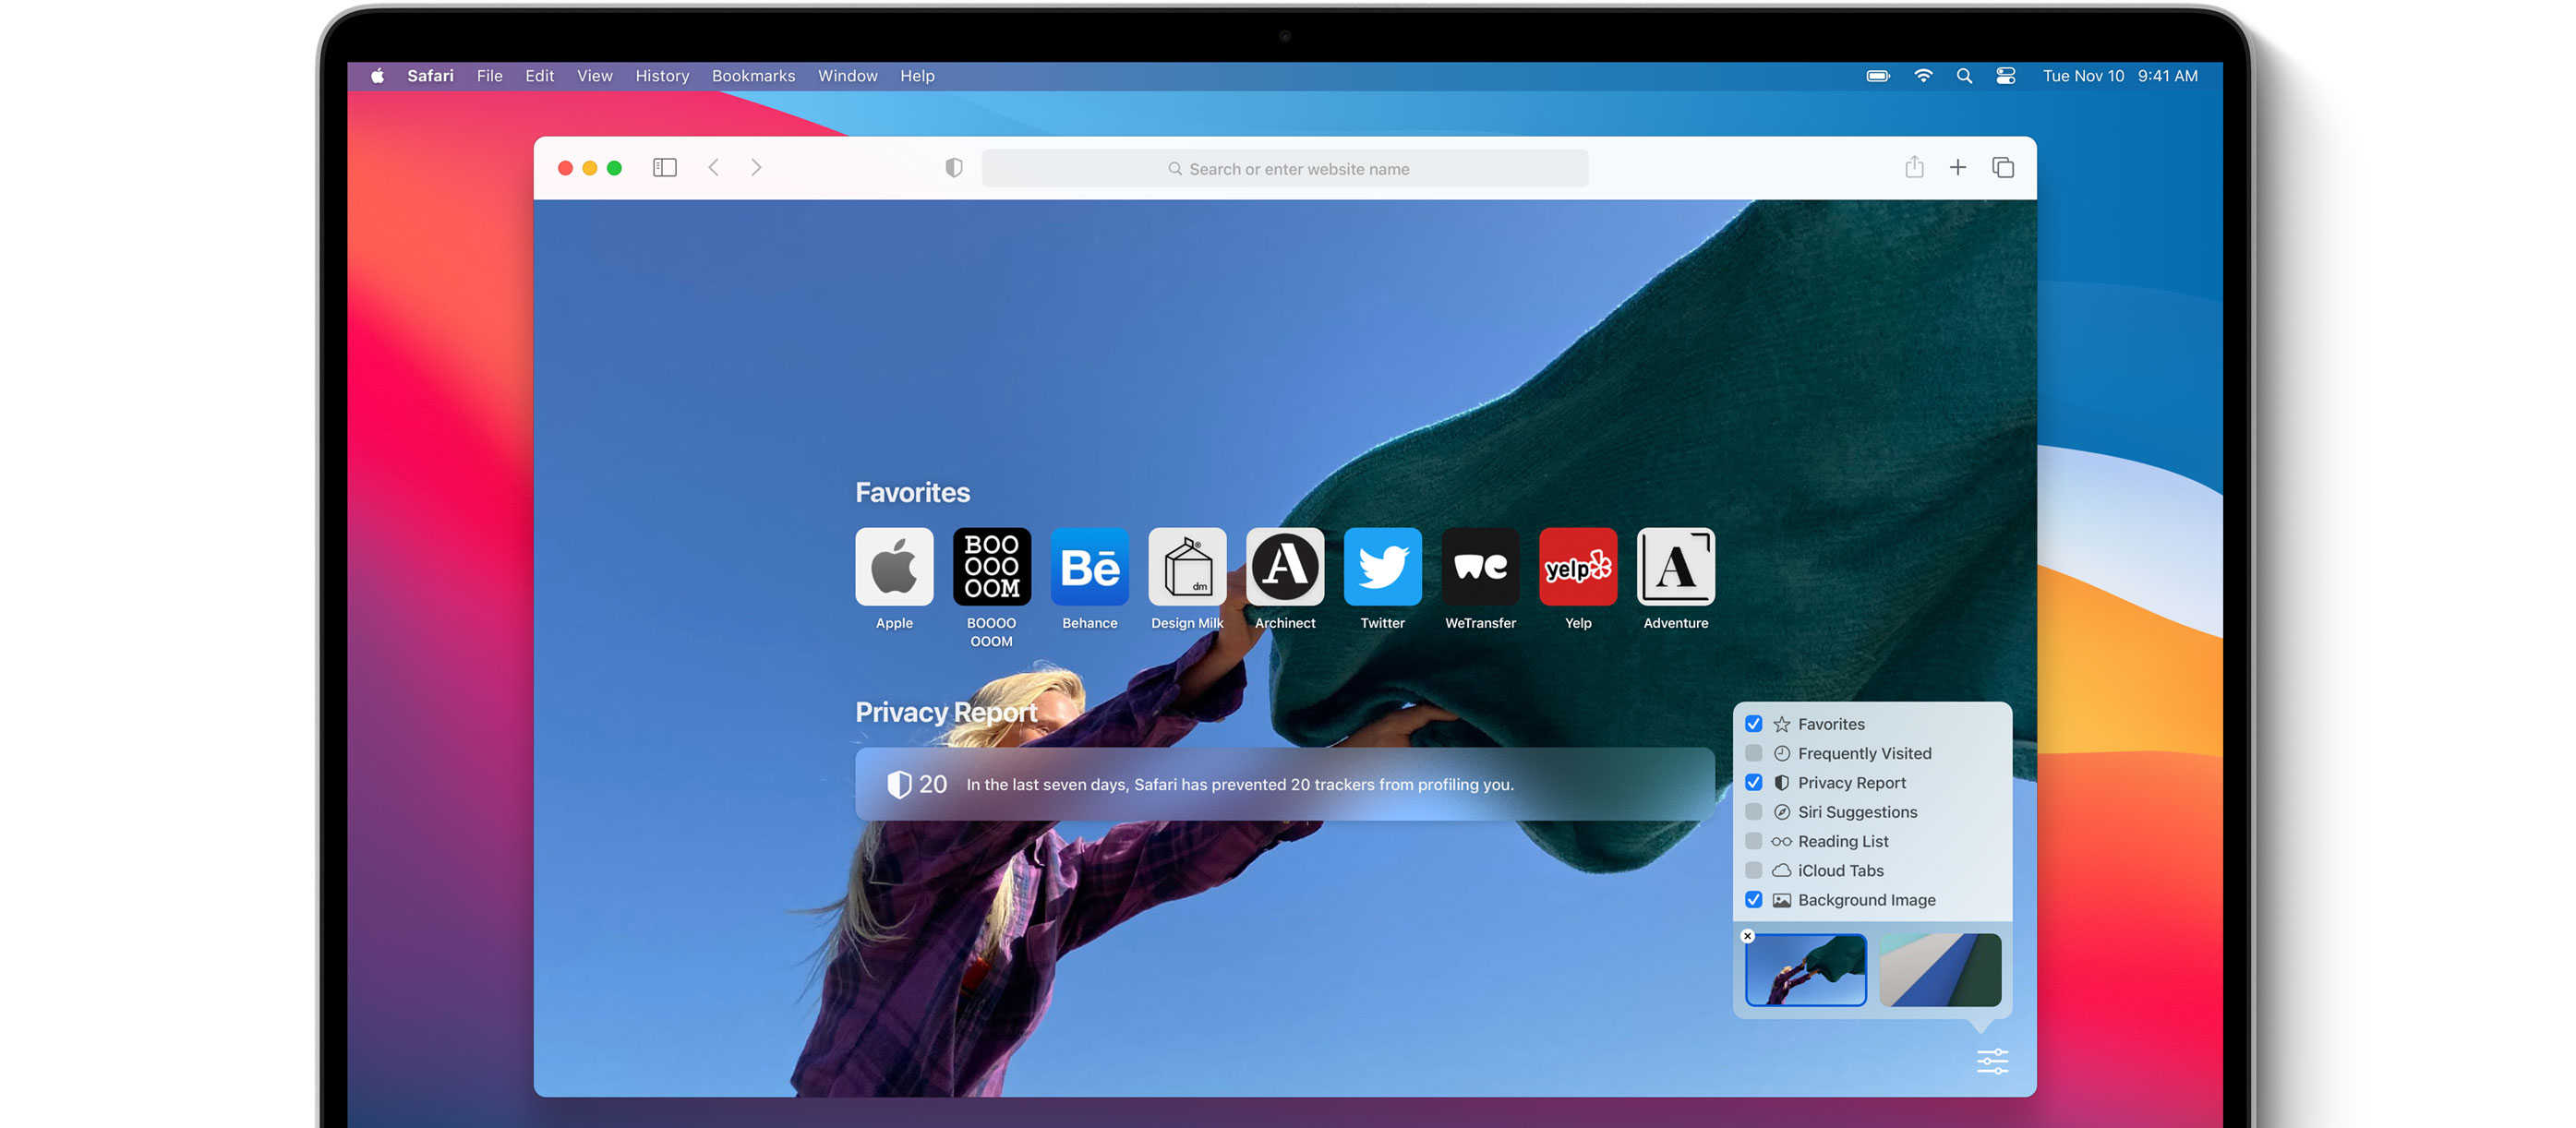 Safari File Edit View History Bookmarks Window Help Tue Nov 10 9:41 AM
Search or enter website name
Favorites
BOO
OOO
OOM
Bē
dm
A
we
yelp
A
Apple
BOOOO
OOOM
Behance
Design Milk
Archinect
Twitter
WeTransfer
Yelp
Adventure
Privacy Report
20 In the last seven days, Safari has prevented 20 trackers from profiling you.
Favorites
Frequently Visited
Privacy Report
Siri Suggestions
Reading List
iCloud Tabs
Background Image